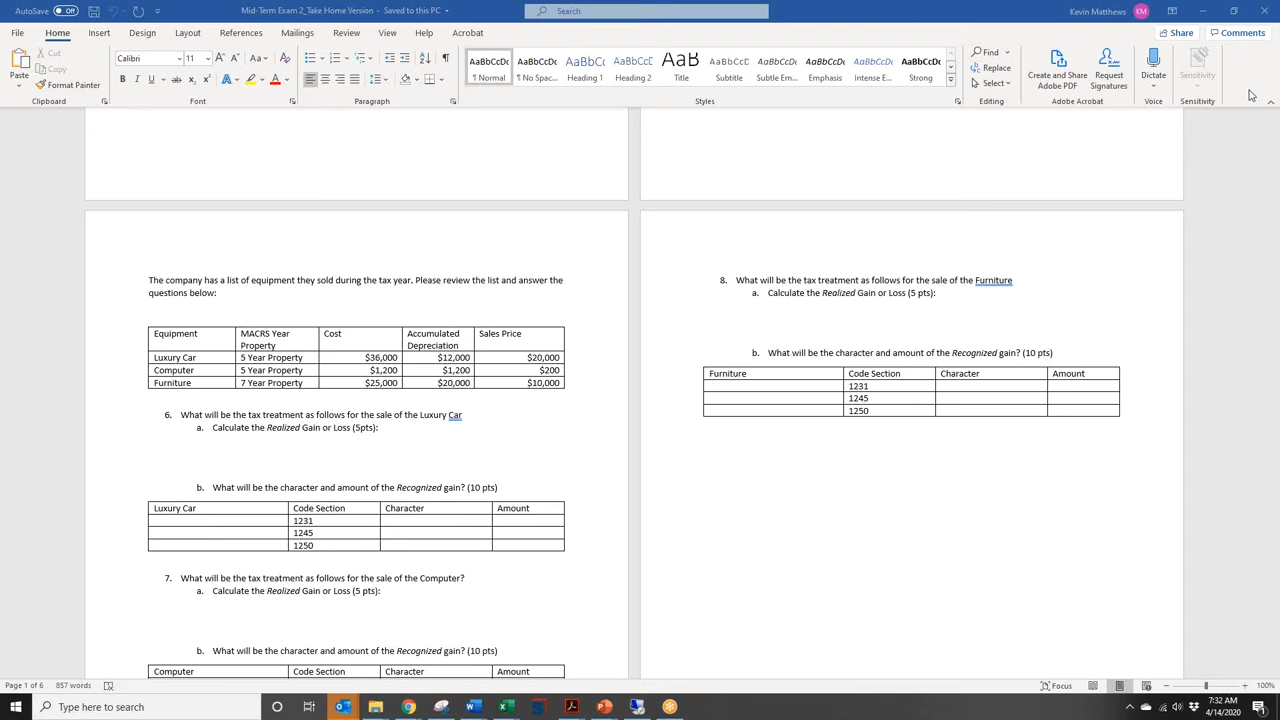 AutoSave Off
Mid-Term Exam 2_Take Home Version - Saved to this PC
Search
Kevin Matthews KM
File Home Insert Design Layout References Mailings Review View Help Acrobat
Share Comments
Paste
Cut
Copy
Format Painter
Clipboard
Calibri 11
Font
Paragraph
AaBbCcDc AaBbCcDc AaBbC( AaBbCcD AaB AaBbCcD AaBbCcDc AaBbCcDc AaBbCcDc AaBbCcDc
¶ Normal ¶ No Spac... Heading 1 Heading 2 Title Subtitle Subtle Em... Emphasis Intense E... Strong
Styles
Find
Replace
Select
Editing
Create and Share Adobe PDF
Request Signatures
Adobe Acrobat
Dictate
Voice
Sensitivity
Sensitivity
The company has a list of equipment they sold during the tax year. Please review the list and answer the
questions below:
Equipment MACRS Year Property Cost Accumulated Depreciation Sales Price
Luxury Car 5 Year Property $36,000 $12,000 $20,000
Computer 5 Year Property $1,200 $1,200 $200
Furniture 7 Year Property $25,000 $20,000 $10,000
6. What will be the tax treatment as follows for the sale of the Luxury Car
a. Calculate the Realized Gain or Loss (5pts):
b. What will be the character and amount of the Recognized gain? (10 pts)
Luxury Car Code Section Character Amount
1231
1245
1250
7. What will be the tax treatment as follows for the sale of the Computer?
a. Calculate the Realized Gain or Loss (5 pts):
b. What will be the character and amount of the Recognized gain? (10 pts)
Computer Code Section Character Amount
8. What will be the tax treatment as follows for the sale of the Furniture
a. Calculate the Realized Gain or Loss (5 pts):
b. What will be the character and amount of the Recognized gain? (10 pts)
Furniture Code Section Character Amount
1231
1245
1250
Page 1 of 6 857 words
Focus
100%
Type here to search
7:32 AM
4/14/2020